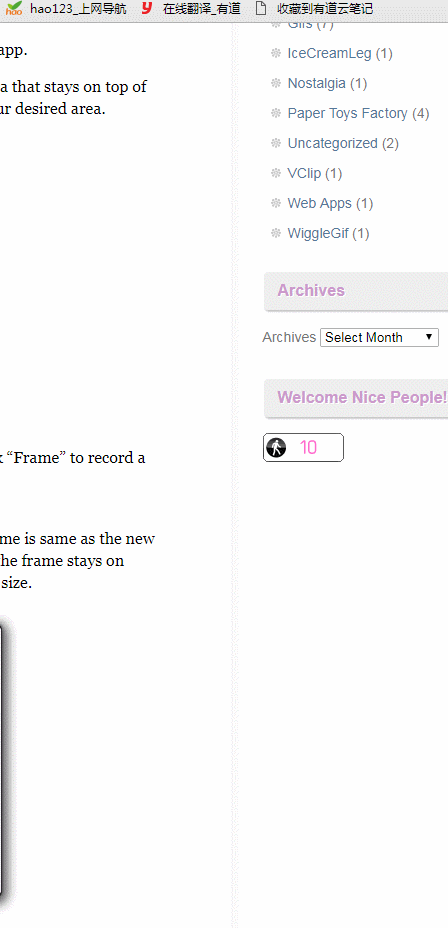 hao123_上网导航 在线翻译_有道 收藏到有道云笔记
app.
a that stays on top of
ur desired area.
Gifs (7)
IceCreamLeg (1)
Nostalgia (1)
Paper Toys Factory (4)
Uncategorized (2)
VClip (1)
Web Apps (1)
WiggleGif (1)
Archives
Archives Select Month
Welcome Nice People!
10
k “Frame” to record a
me is same as the new
he frame stays on
size.